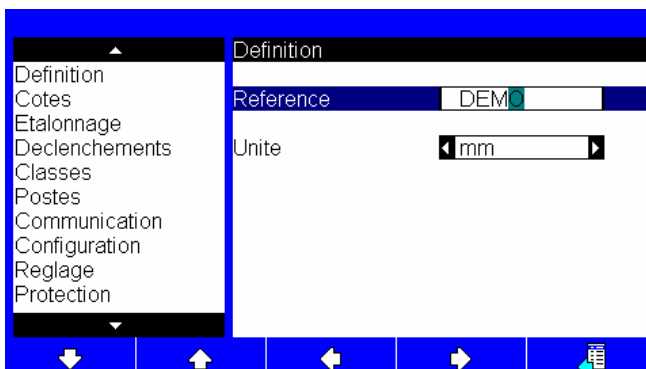 Definition
Cotes
Etalonnage
Declenchements
Classes
Postes
Communication
Configuration
Reglage
Protection
Definition
Reference DEMO
Unite mm